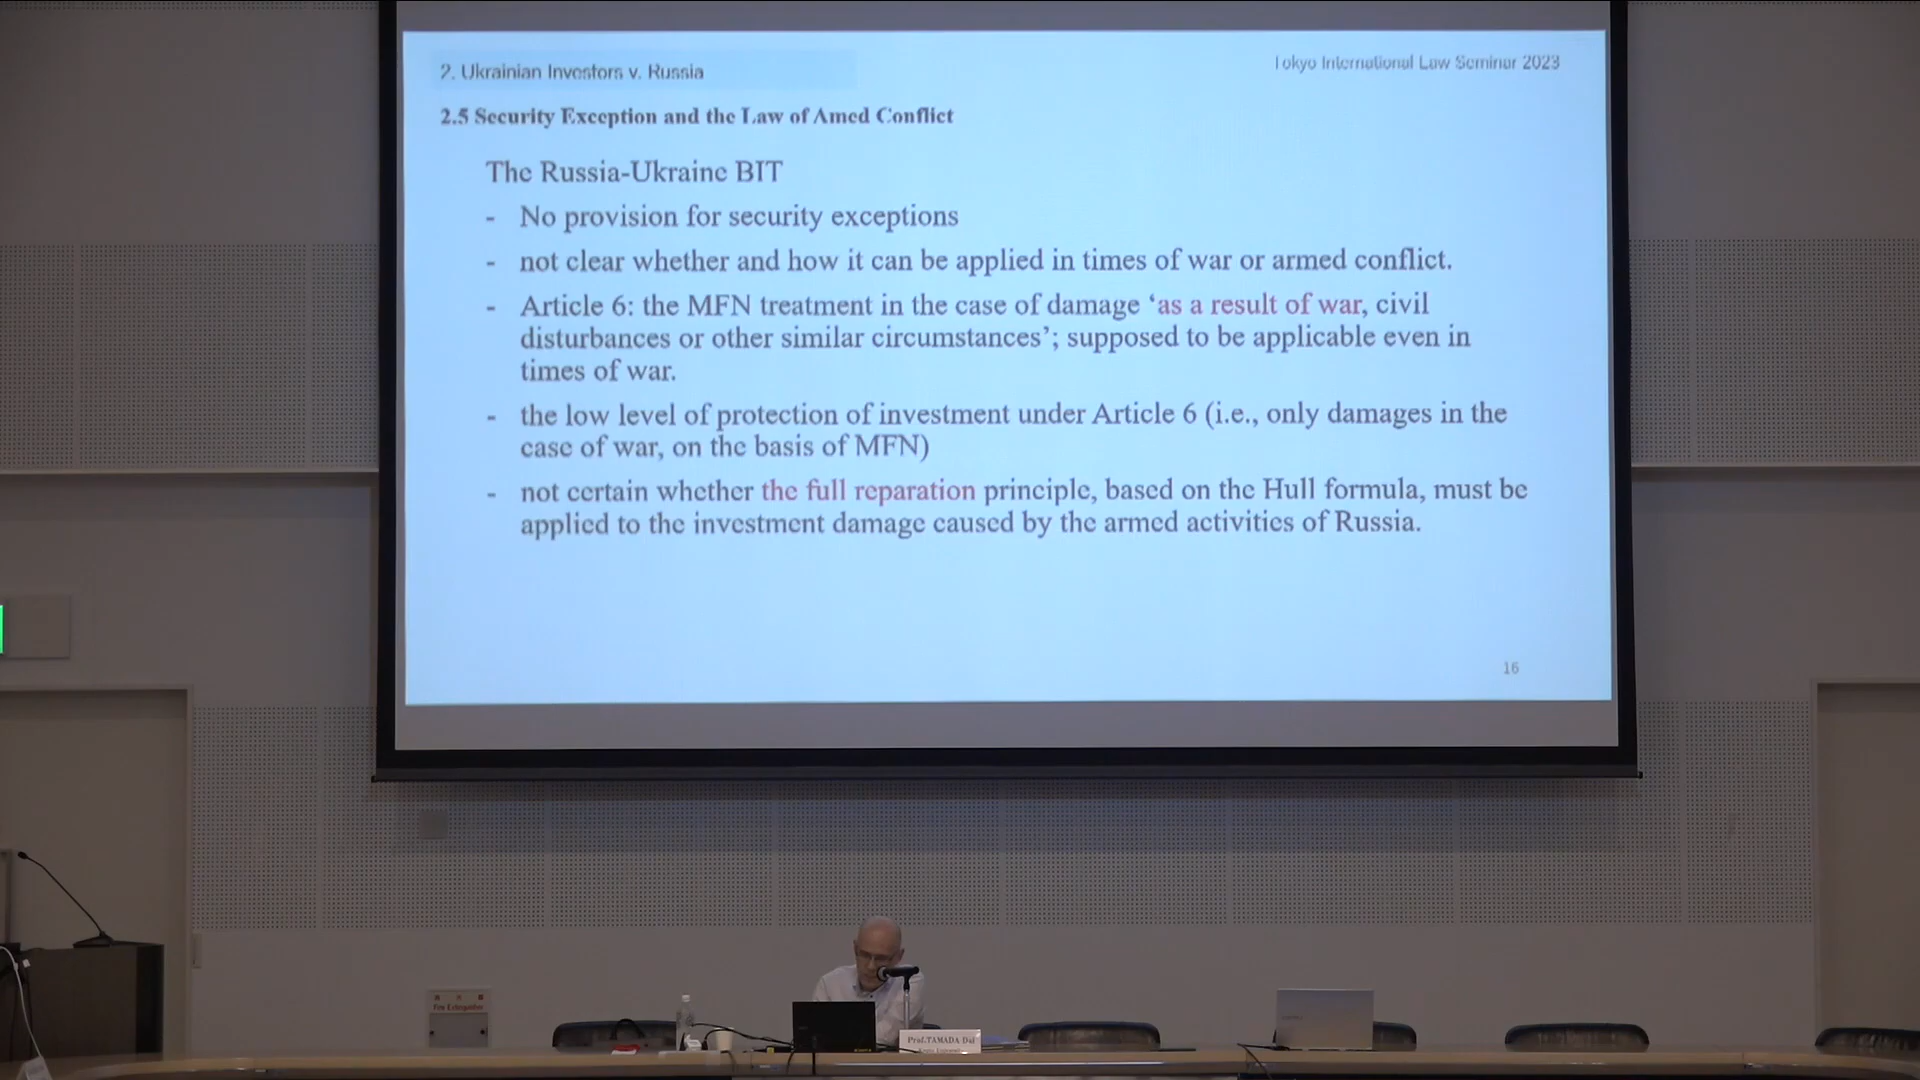 2. Ukrainian Investors v. Russia
Tokyo International Law Seminar 2023
2.5 Security Exception and the Law of Amed Conflict
The Russia-Ukraine BIT
- No provision for security exceptions
- not clear whether and how it can be applied in times of war or armed conflict.
- Article 6: the MFN treatment in the case of damage ‘as a result of war, civil
disturbances or other similar circumstances’; supposed to be applicable even in
times of war.
- the low level of protection of investment under Article 6 (i.e., only damages in the
case of war, on the basis of MFN)
- not certain whether the full reparation principle, based on the Hull formula, must be
applied to the investment damage caused by the armed activities of Russia.
16
Fire Extinguisher
Prof.TAMADA Dai